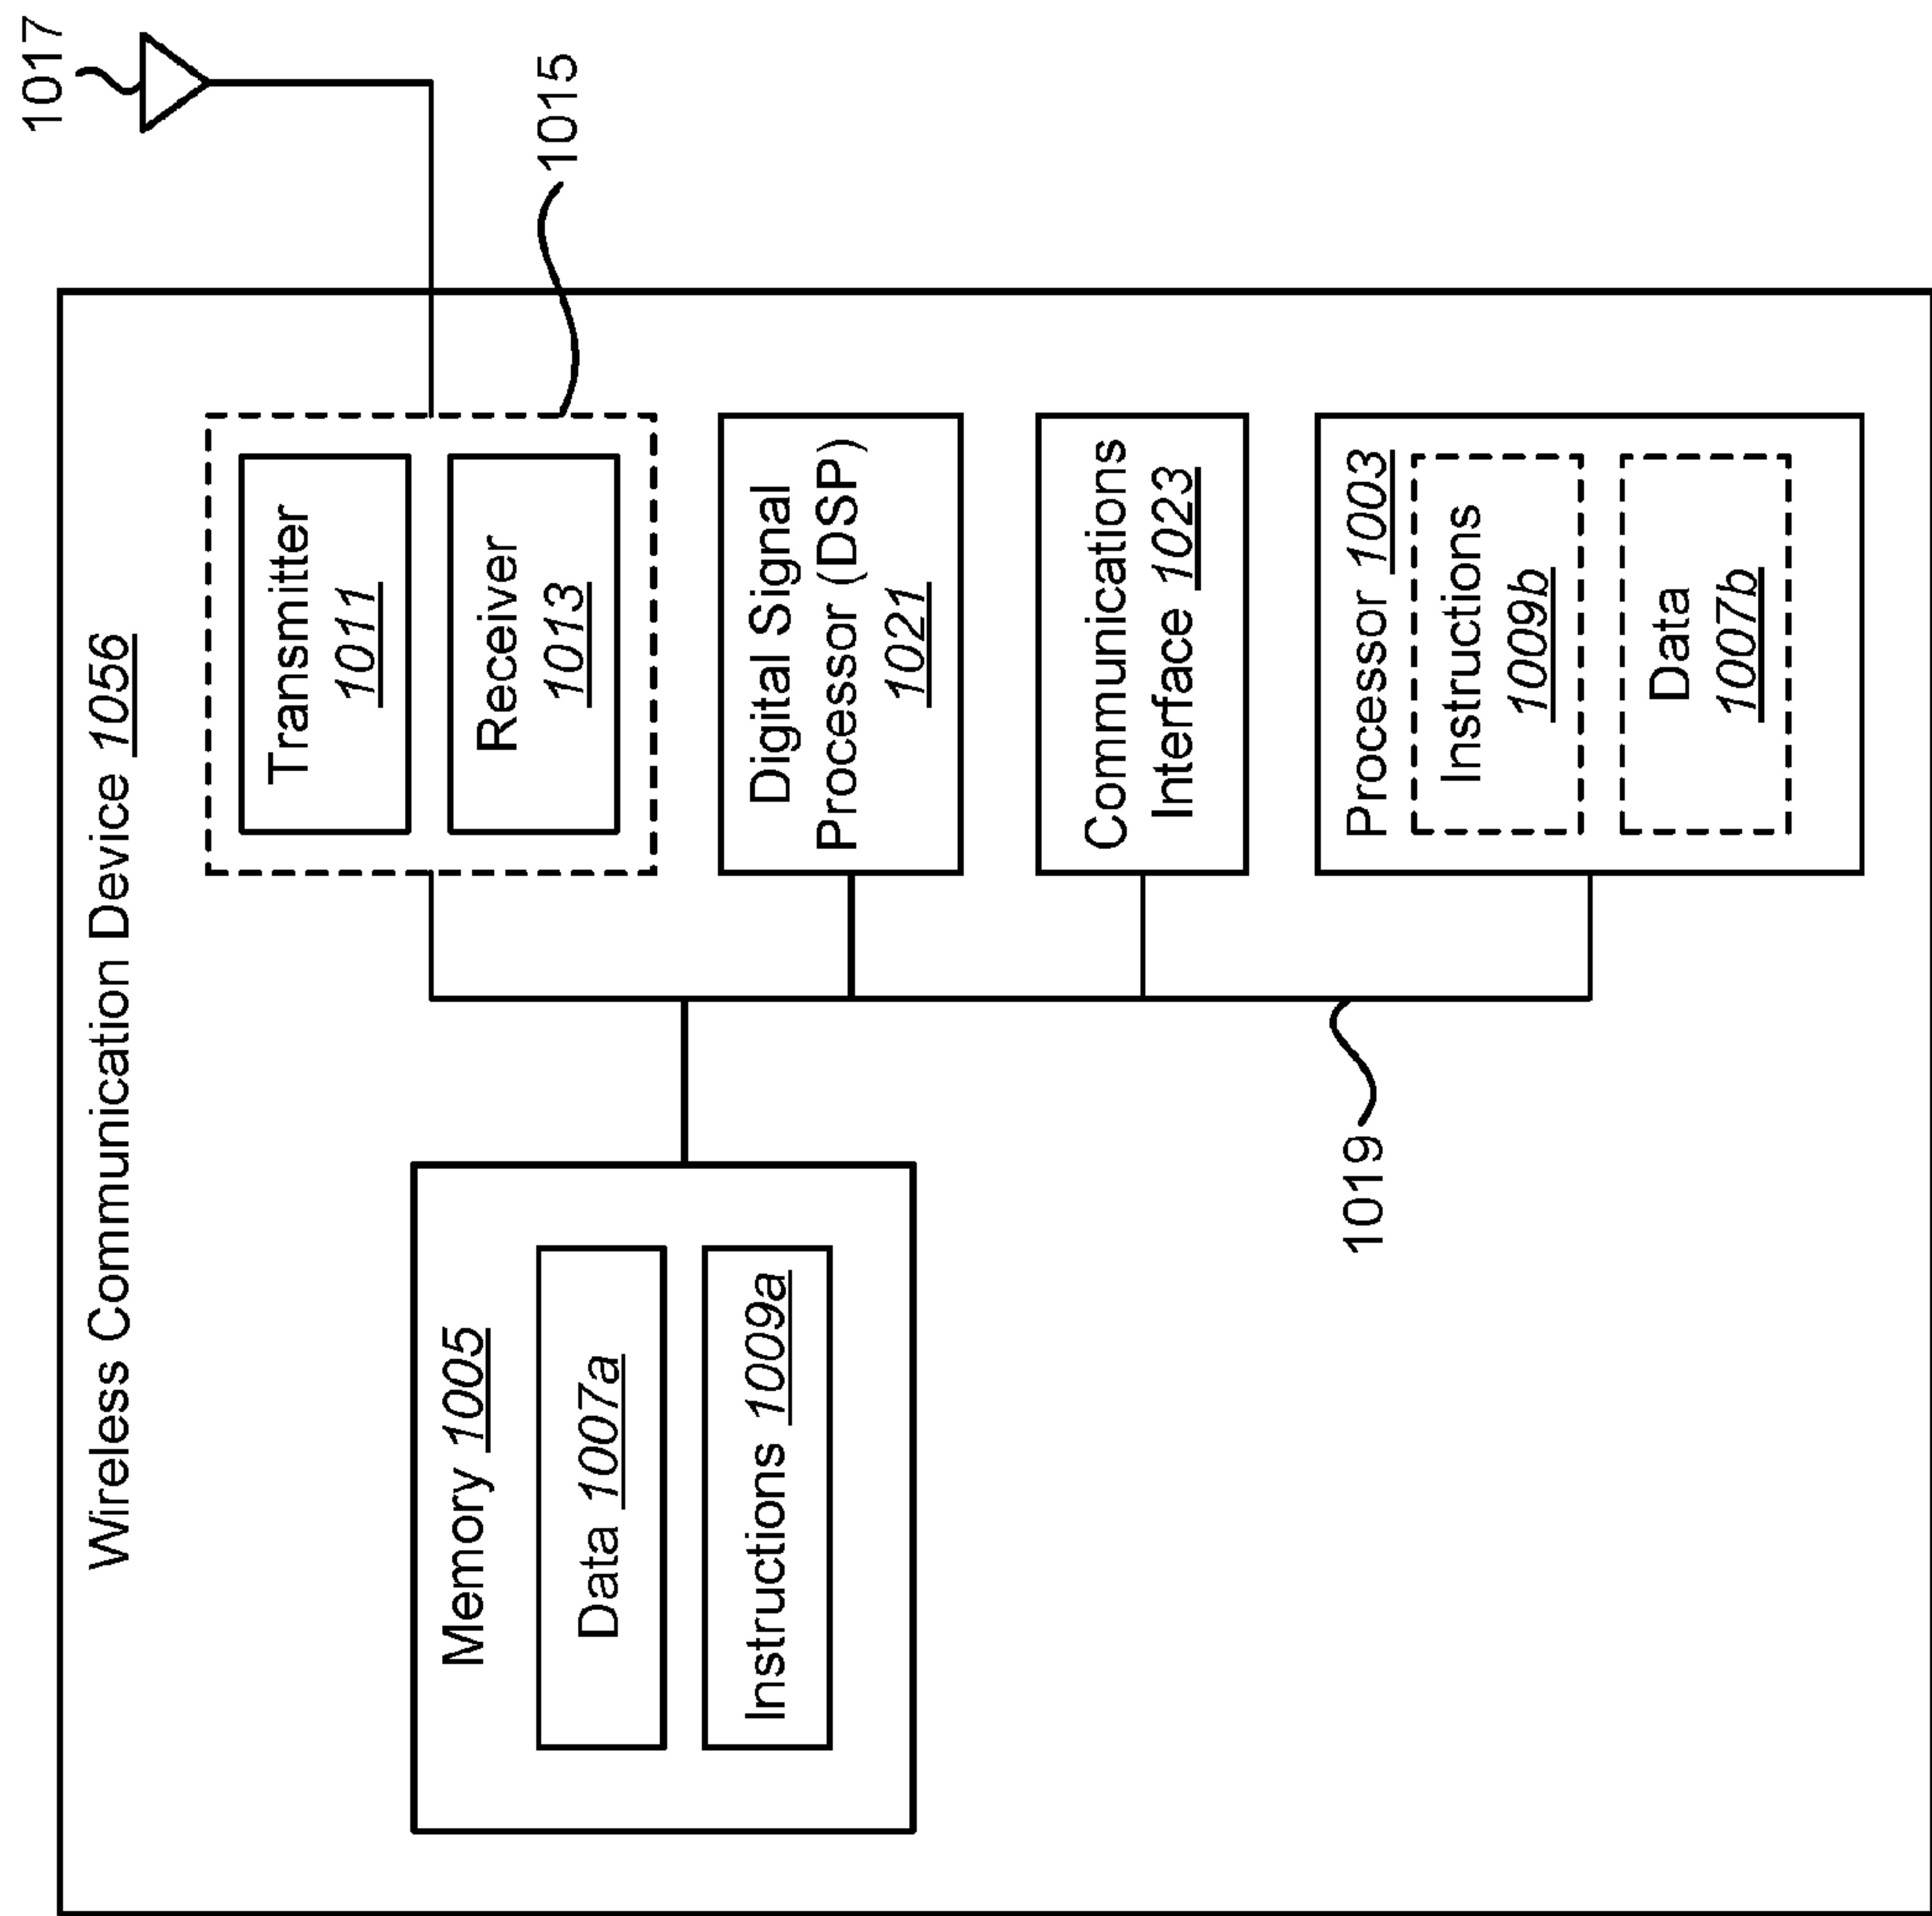 Wireless Communication Device 1056
1017
Memory 1005
Data 1007a
Instructions 1009a
Transmitter
1011
Receiver
1013
1015
Digital Signal
Processor (DSP)
1021
Communications
Interface 1023
Processor 1003
Instructions
1009b
Data
1007b
1019